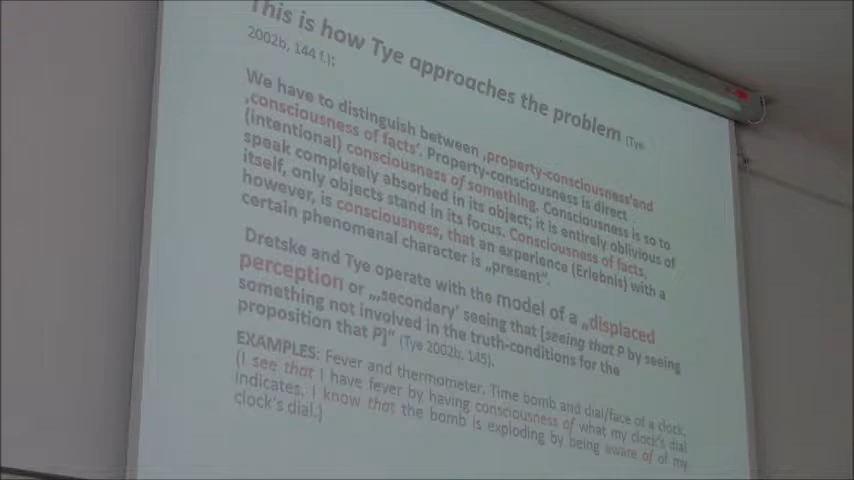 This is how Tye approaches the problem (Tye
2002b, 144 f.):
We have to distinguish between ‚property-consciousness'and
‚consciousness of facts'. Property-consciousness is direct
(intentional) consciousness of something. Consciousness is so to
speak completely absorbed in its object; it is entirely oblivious of
itself, only objects stand in its focus. Consciousness of facts,
however, is consciousness, that an experience (Erlebnis) with a
certain phenomenal character is „present".
Dretske and Tye operate with the model of a „displaced
perception or „‚secondary' seeing that [seeing that P by seeing
something not involved in the truth-conditions for the
proposition that P]" (Tye 2002b, 145).
EXAMPLES: Fever and thermometer. Time bomb and dial/face of a clock.
(I see that I have fever by having consciousness of what my clock's dial
indicates. I know that the bomb is exploding by being aware of of my
clock's dial.)